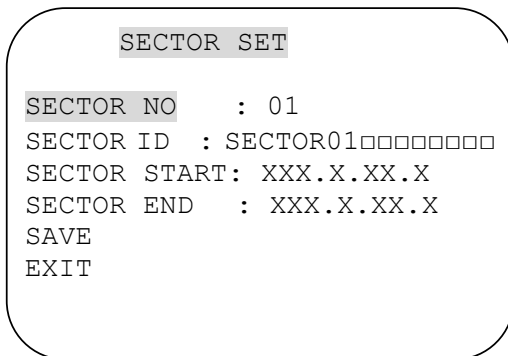 SECTOR SET
SECTOR NO : 01
SECTOR ID : SECTOR01□□□□□□□□
SECTOR START: XXX.X.XX.X
SECTOR END : XXX.X.XX.X
SAVE
EXIT